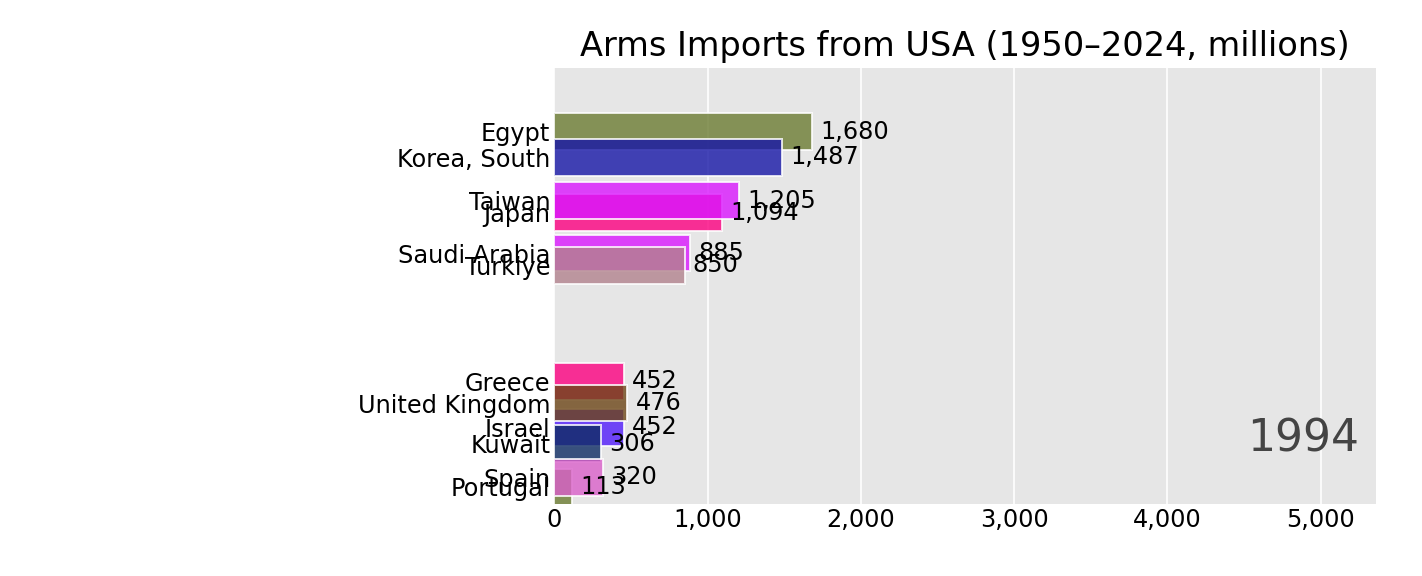 Arms Imports from USA (1950–2024, millions)
Egypt 1,680
Korea, South 1,487
Taiwan 1,205
Japan 1,094
Saudi Arabia 885
Türkiye 850
Greece 452
United Kingdom 476
Israel 452
Kuwait 306
Spain 320
Portugal 113
1994
0 1,000 2,000 3,000 4,000 5,000